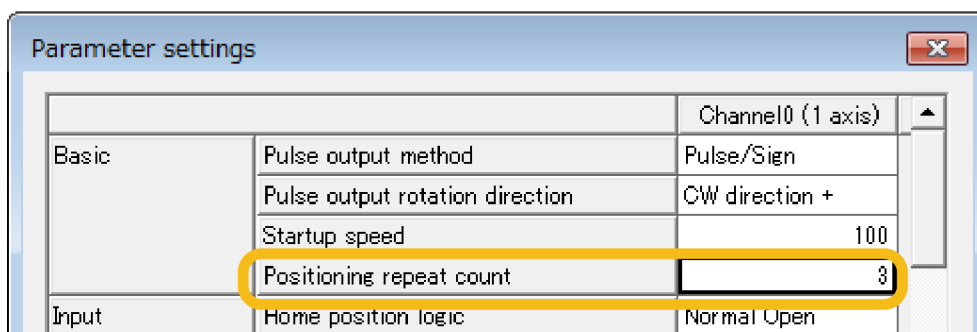 Parameter settings
Channel0 (1 axis)
Basic Pulse output method Pulse/Sign
Pulse output rotation direction CW direction +
Startup speed 100
Positioning repeat count 3
Input Home position logic Normal Open